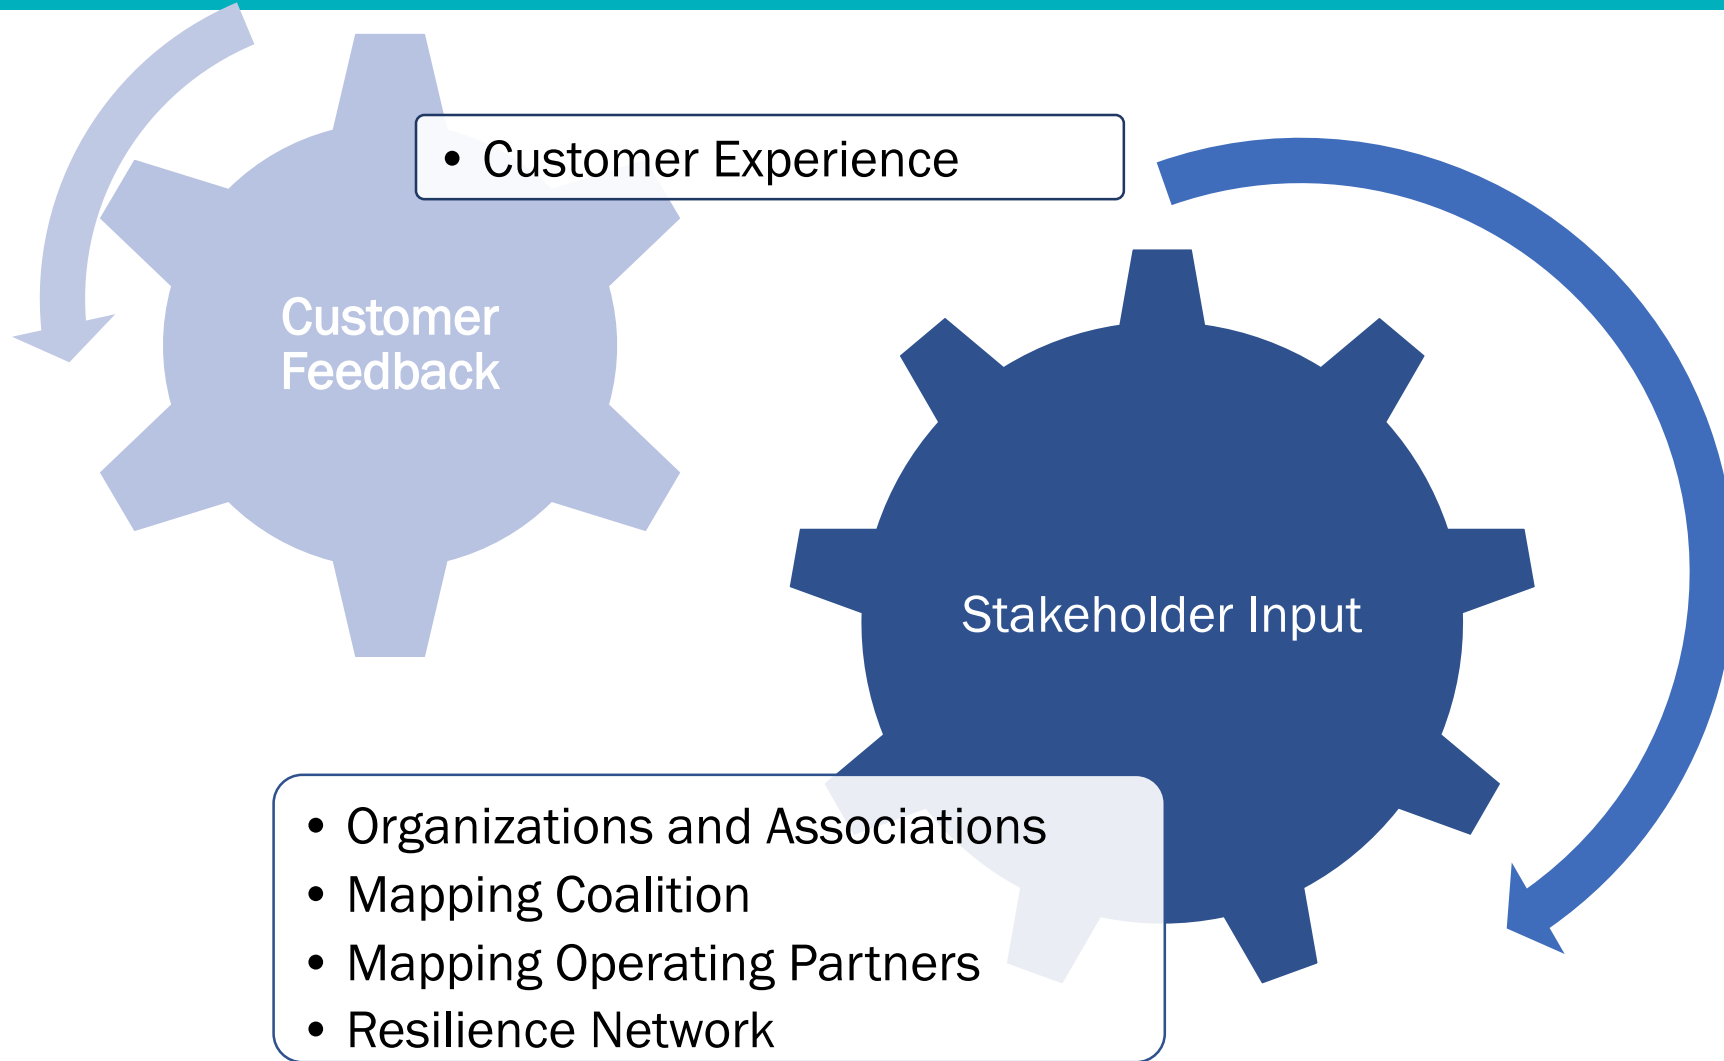 • Customer Experience
Customer
Feedback
Stakeholder Input
• Organizations and Associations
• Mapping Coalition
• Mapping Operating Partners
• Resilience Network